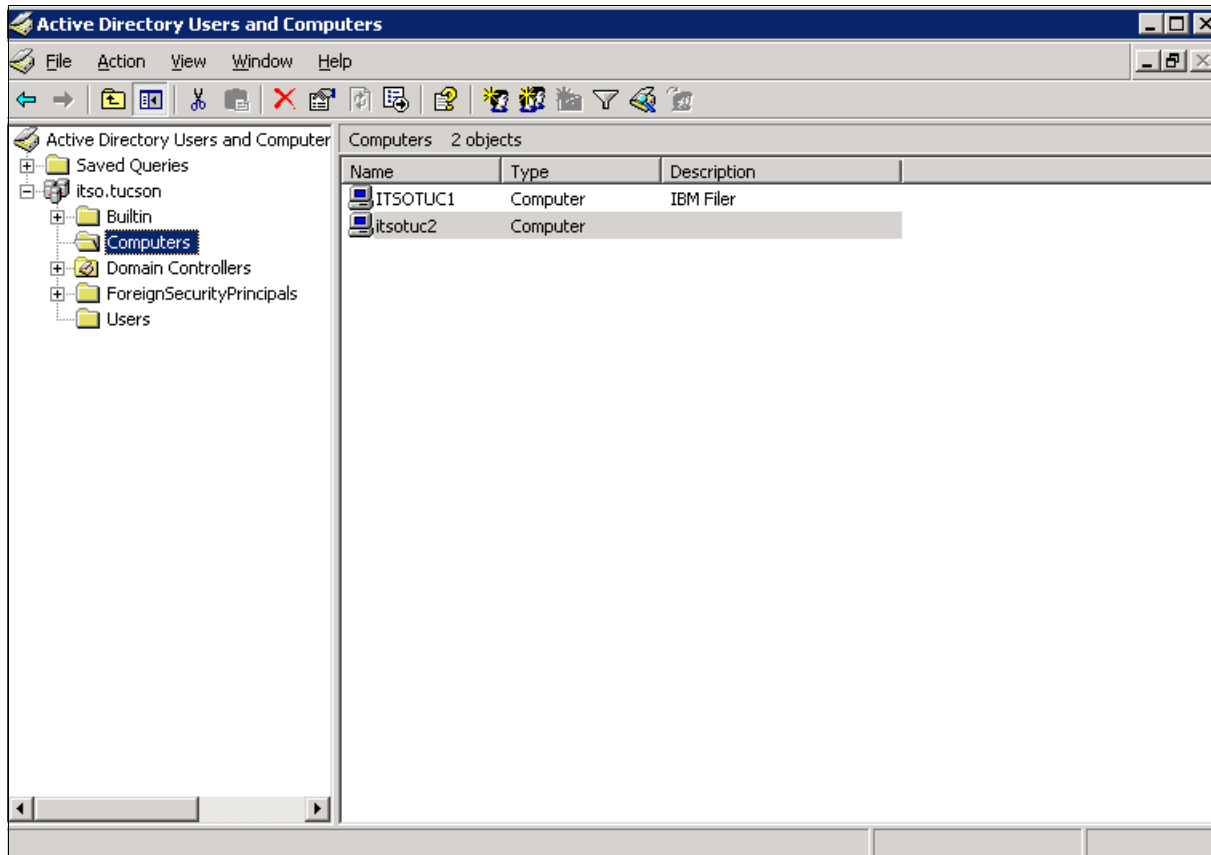 Active Directory Users and Computers
File Action View Window Help
Active Directory Users and Computer
Saved Queries
itso.tucson
Builtin
Computers
Domain Controllers
ForeignSecurityPrincipals
Users
Computers 2 objects
Name Type Description
ITSOTUC1 Computer IBM Filer
itsotuc2 Computer